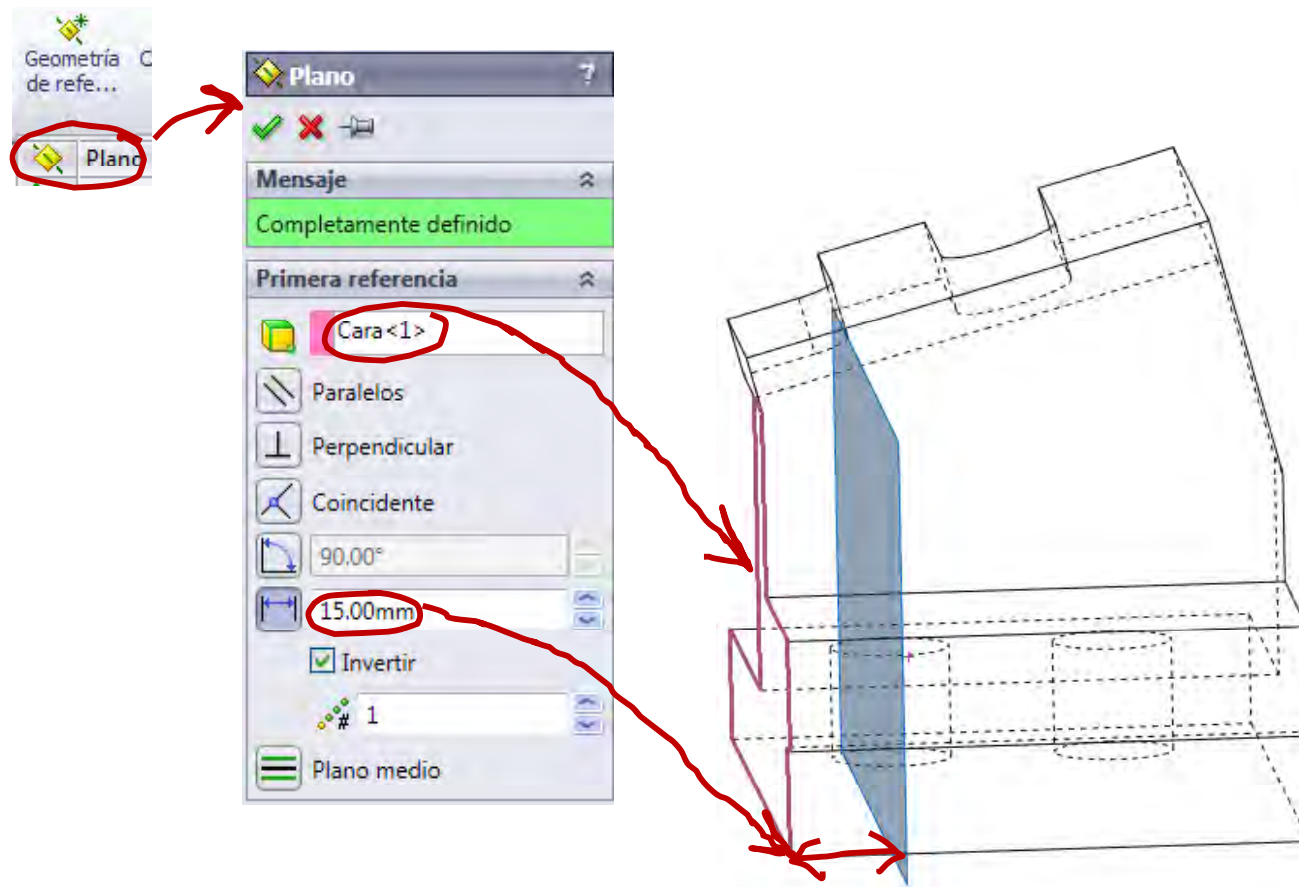 Geometría C
de refe...
Plano
Plano ?
Mensaje
Completamente definido
Primera referencia
Cara<1>
Paralelos
Perpendicular
Coincidente
90.00°
15.00mm
Invertir
# 1
Plano medio